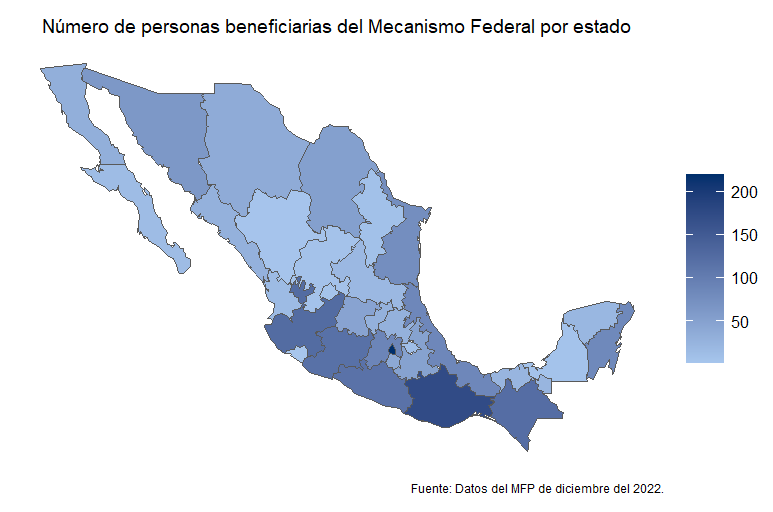 Número de personas beneficiarias del Mecanismo Federal por estado
200
150
100
50
Fuente: Datos del MFP de diciembre del 2022.